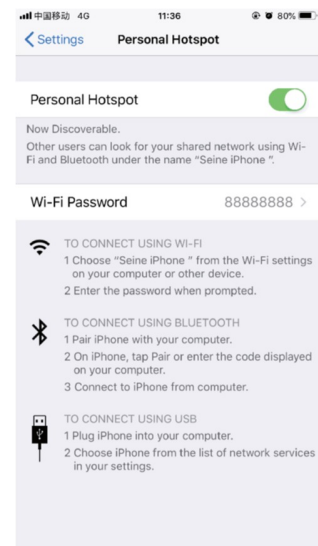 中国移动 4G 11:36 80%
Settings Personal Hotspot
Personal Hotspot
Now Discoverable.
Other users can look for your shared network using Wi-
Fi and Bluetooth under the name “Seine iPhone ”.
Wi-Fi Password 88888888
TO CONNECT USING WI-FI
1 Choose “Seine iPhone ” from the Wi-Fi settings
on your computer or other device.
2 Enter the password when prompted.
TO CONNECT USING BLUETOOTH
1 Pair iPhone with your computer.
2 On iPhone, tap Pair or enter the code displayed
on your computer.
3 Connect to iPhone from computer.
TO CONNECT USING USB
1 Plug iPhone into your computer.
2 Choose iPhone from the list of network services
in your settings.